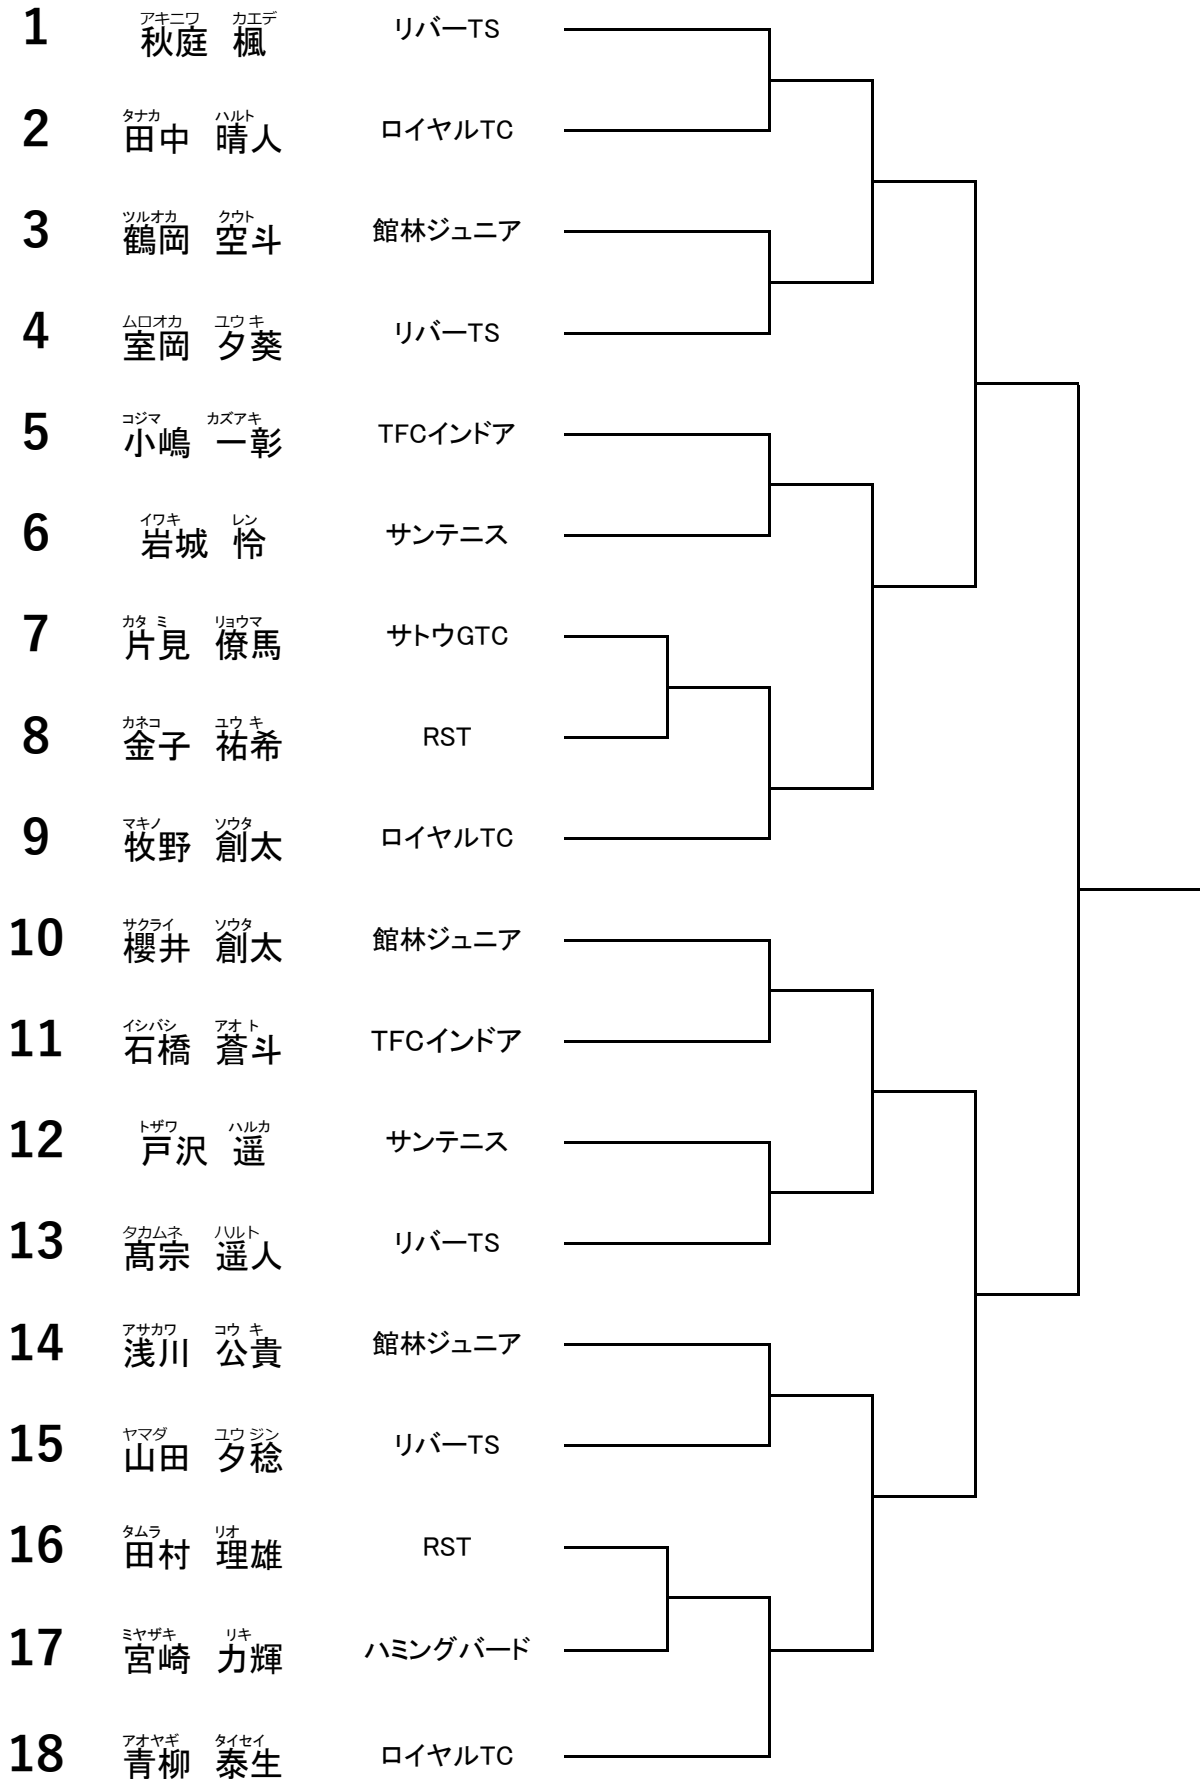 アキニワ カエデ
1 秋庭 楓 リバーTS
タナカ ハルト
2 田中 晴人 ロイヤルTC
ツルオカ クウト
3 鶴岡 空斗 館林ジュニア
ムロオカ ユウキ
4 室岡 夕葵 リバーTS
コジマ カズアキ
5 小嶋 一彰 TFCインドア
イワキ レン
6 岩城 怜 サンテニス
カタミ リョウマ
7 片見 僚馬 サトウGTC
カネコ ユウキ
8 金子 祐希 RST
マキノ ソウタ
9 牧野 創太 ロイヤルTC
サクライ ソウタ
10 櫻井 創太 館林ジュニア
イシバシ アオト
11 石橋 蒼斗 TFCインドア
トザワ ハルカ
12 戸沢 遥 サンテニス
タカムネ ハルト
13 髙宗 遥人 リバーTS
アサカワ コウキ
14 浅川 公貴 館林ジュニア
ヤマダ ユウジン
15 山田 夕稔 リバーTS
タムラ リオ
16 田村 理雄 RST
ミヤザキ リキ
17 宮崎 力輝 ハミングバード
アオヤギ タイセイ
18 青柳 泰生 ロイヤルTC